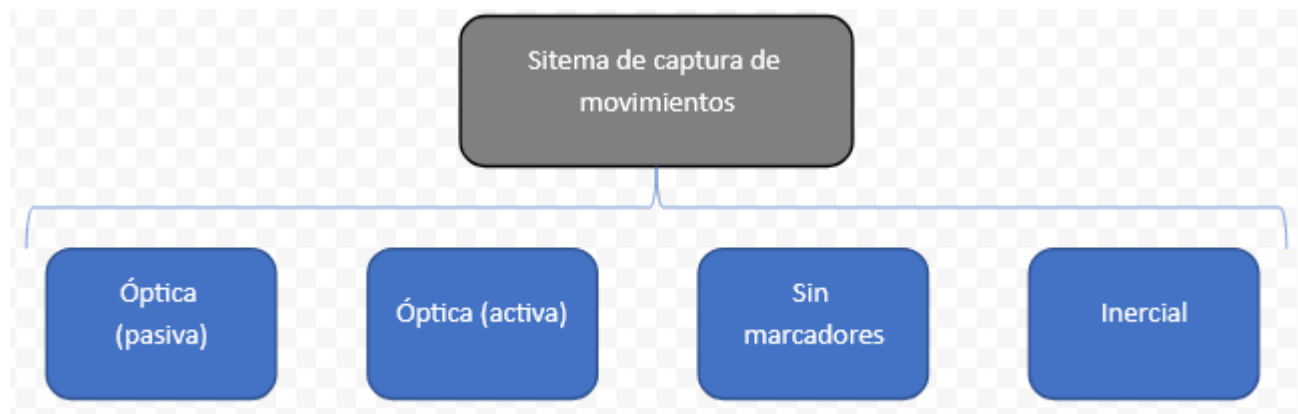 Sitema de captura de
movimientos
Óptica
(pasiva)
Óptica (activa)
Sin
marcadores
Inercial